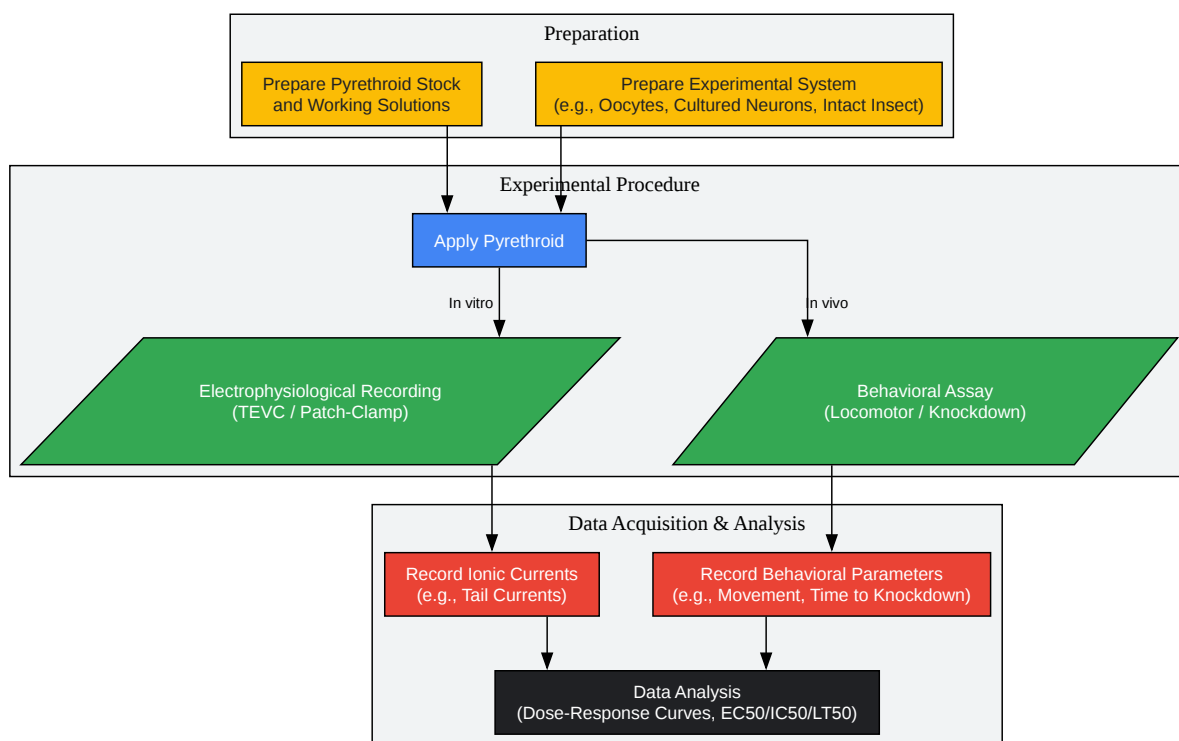 Preparation
Prepare Pyrethroid Stock
and Working Solutions
Prepare Experimental System
(e.g., Oocytes, Cultured Neurons, Intact Insect)
Experimental Procedure
Apply Pyrethroid
In vitro
In vivo
Electrophysiological Recording
(TEVC / Patch-Clamp)
Behavioral Assay
(Locomotor / Knockdown)
Data Acquisition & Analysis
Record Ionic Currents
(e.g., Tail Currents)
Record Behavioral Parameters
(e.g., Movement, Time to Knockdown)
Data Analysis
(Dose-Response Curves, EC50/IC50/LT50)